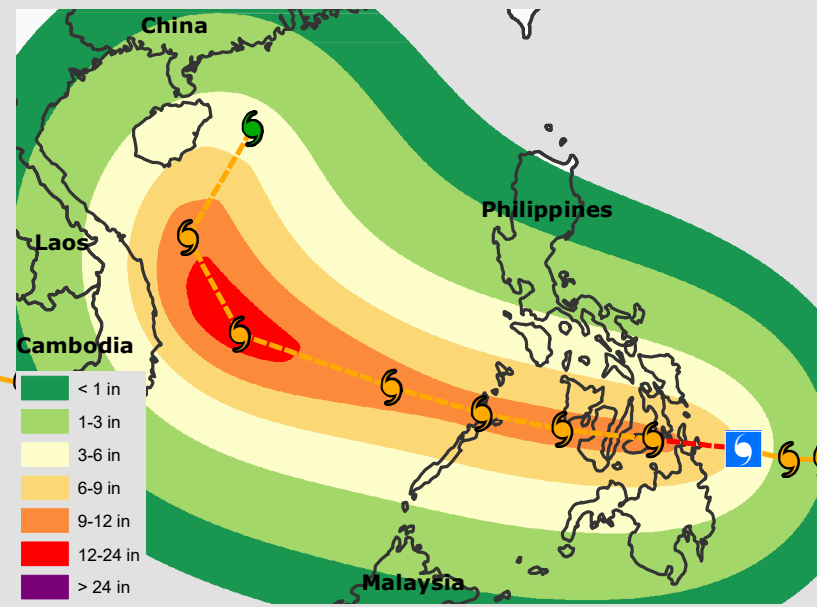 China
Philippines
Laos
Cambodia
< 1 in
1-3 in
3-6 in
6-9 in
9-12 in
12-24 in
> 24 in
Malaysia